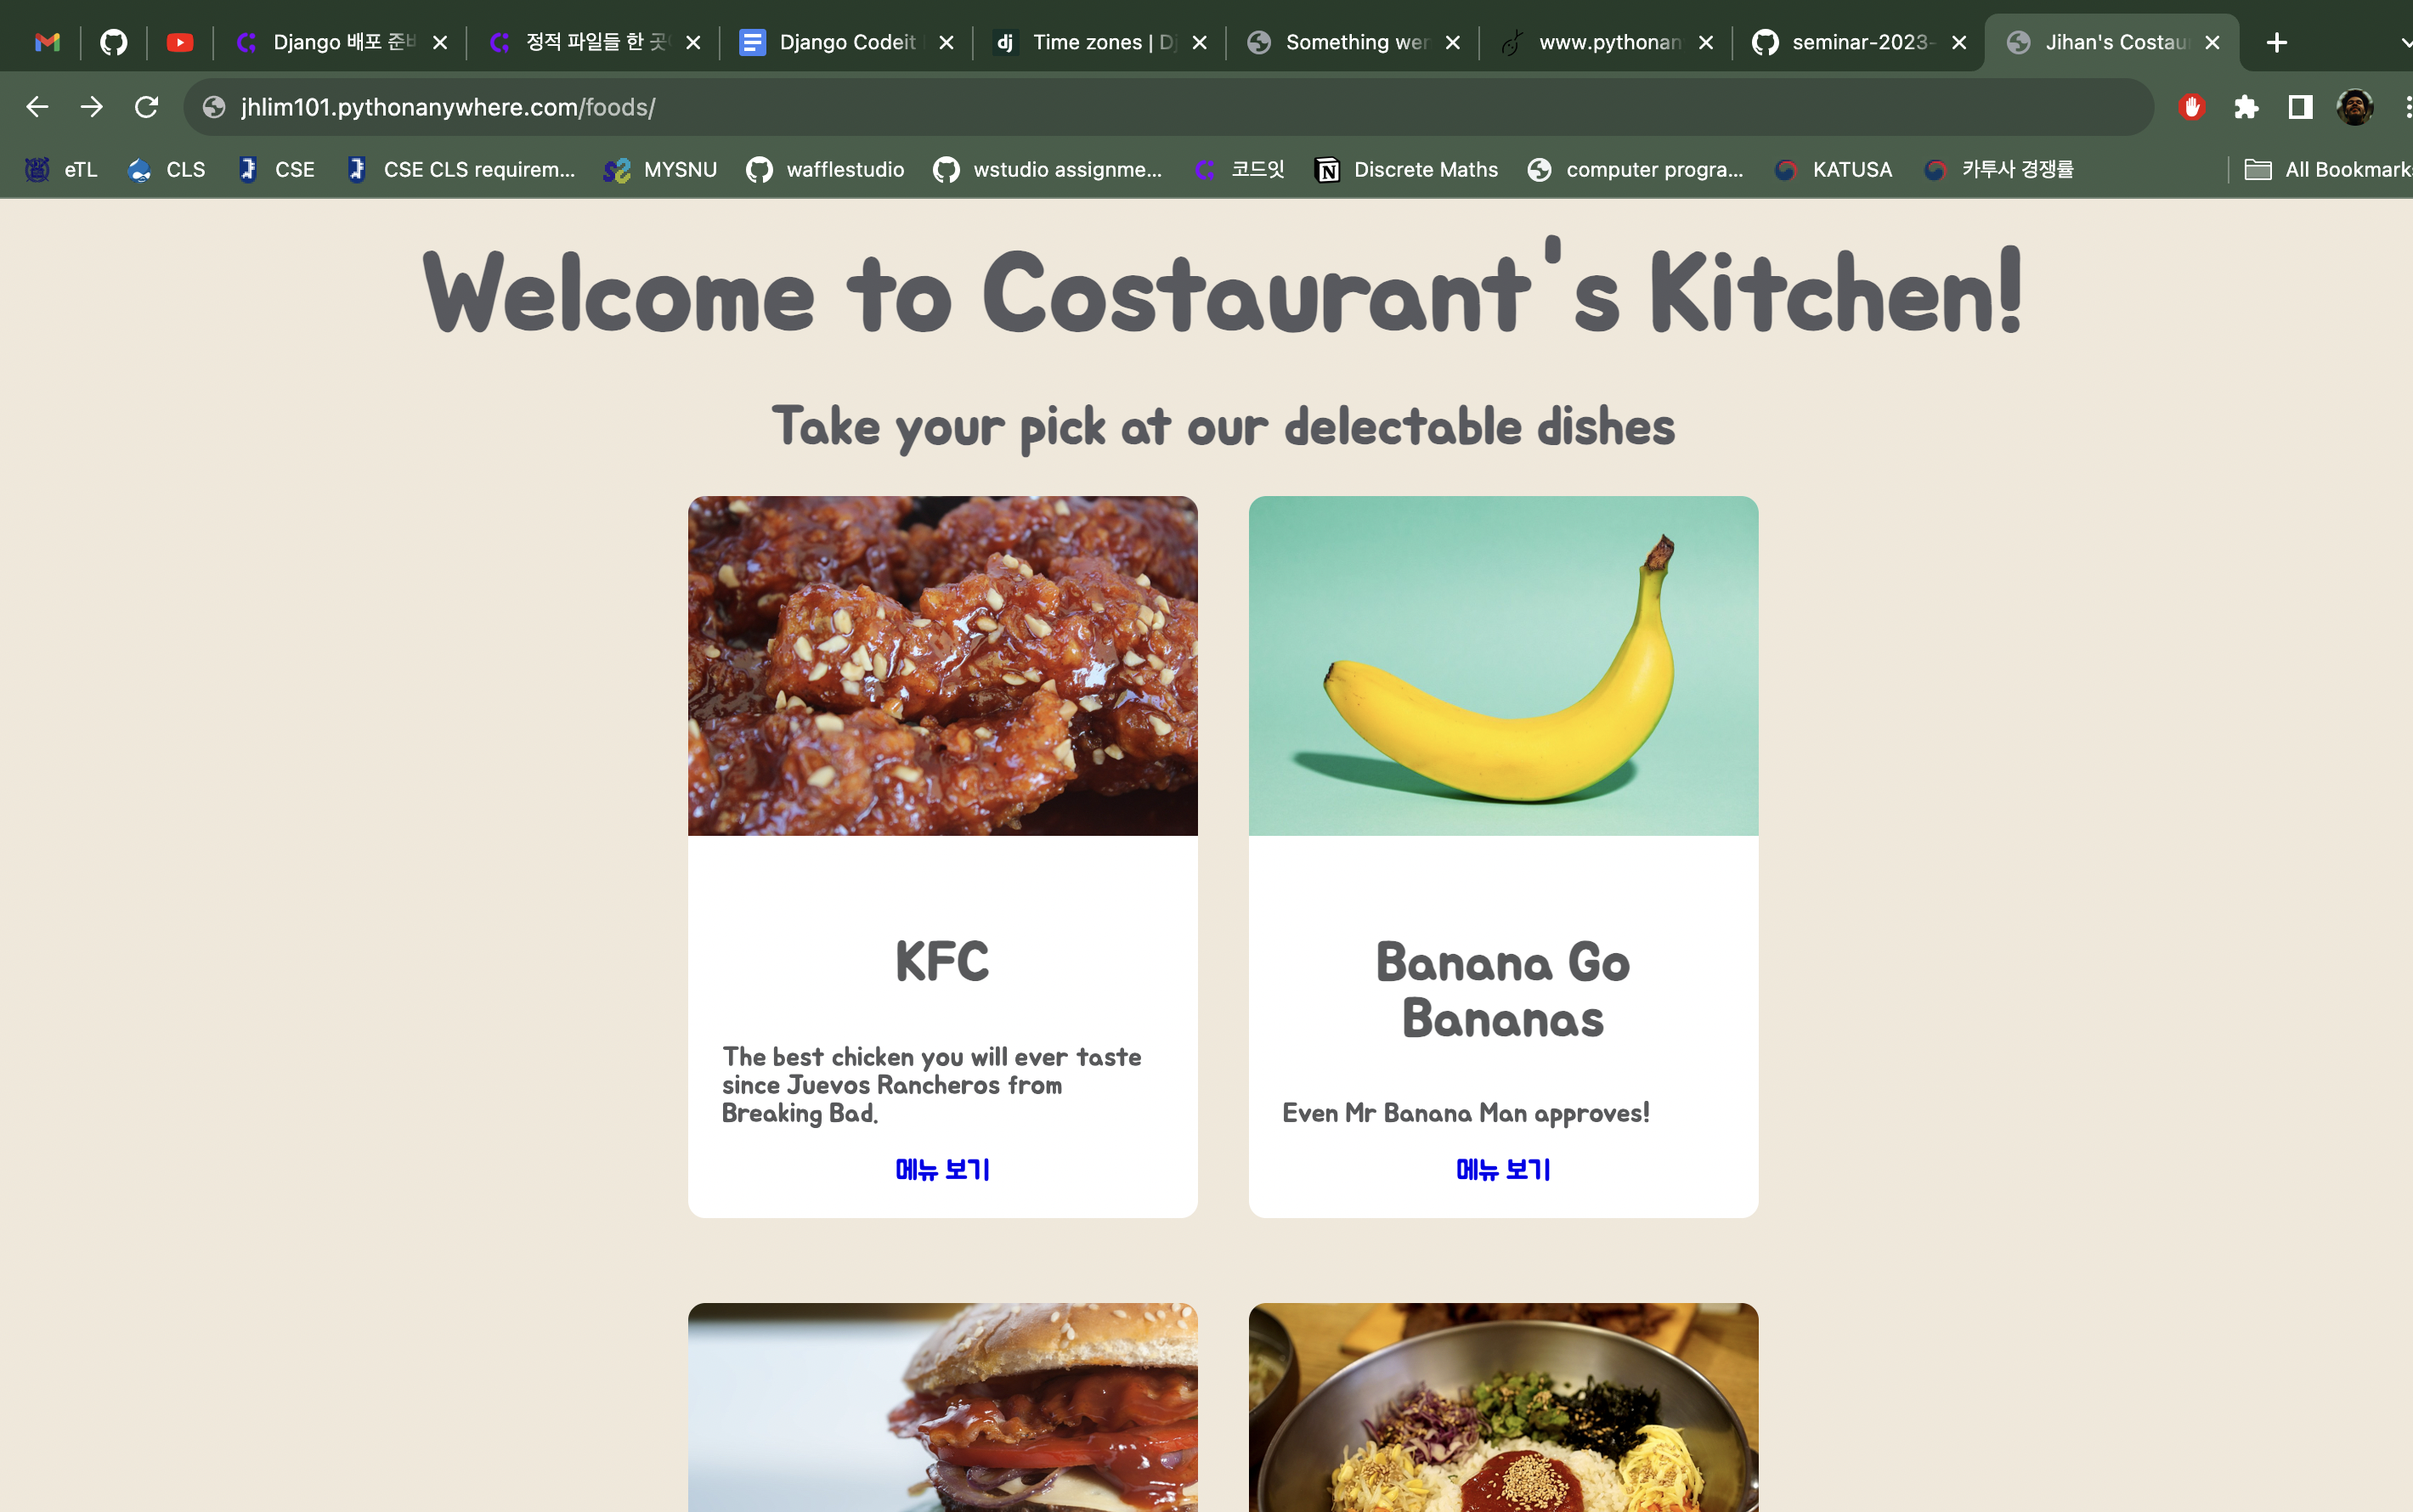 Django 배포 준비
정적 파일들 한 곳
Django Codeit
Time zones | Dj
Something wer
www.pythonan
seminar-2023-
Jihan's Costau
jhlim101.pythonanywhere.com/foods/
eTL
CLS
CSE
CSE CLS requirem...
MYSNU
wafflestudio
wstudio assignme...
코드잇
Discrete Maths
computer progra...
KATUSA
카투사 경쟁률
All Bookmarks
Welcome to Costaurant's Kitchen!
Take your pick at our delectable dishes
KFC
The best chicken you will ever taste
since Juevos Rancheros from
Breaking Bad.
메뉴 보기
Banana Go
Bananas
Even Mr Banana Man approves!
메뉴 보기